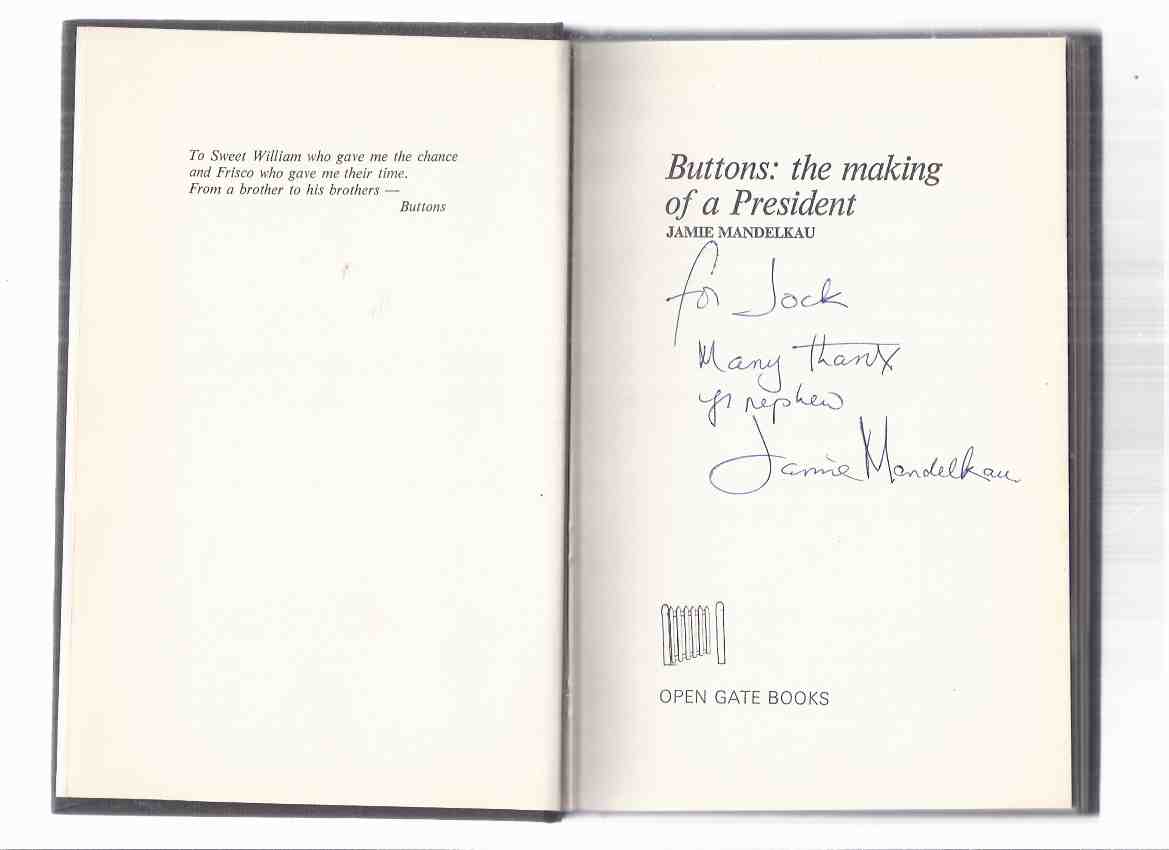 To Sweet William who gave me the chance
and Frisco who gave me their time.
From a brother to his brothers —
Buttons
Buttons: the making
of a President
JAMIE MANDELKAU
for Jock
Many thanx
yr nephew
Jamie Mandelkau
OPEN GATE BOOKS